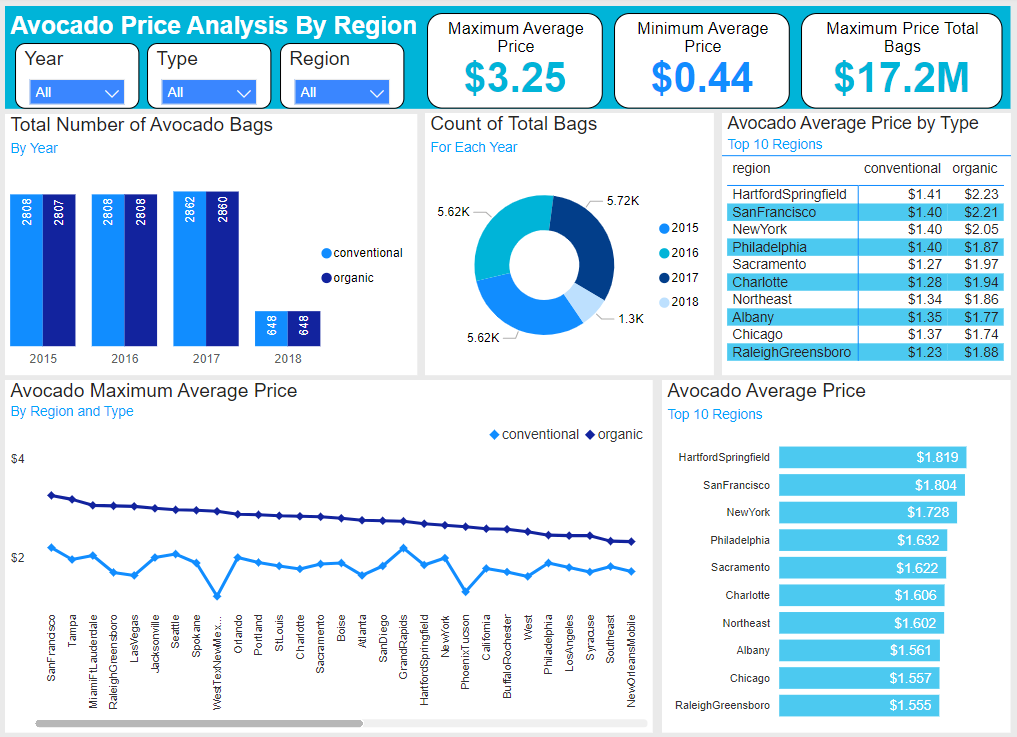 Avocado Price Analysis By Region
Year
All
Type
All
Region
All
Maximum Average
Price
$3.25
Minimum Average
Price
$0.44
Maximum Price Total
Bags
$17.2M
Total Number of Avocado Bags
By Year
2808
2807
2808
2808
2862
2860
648
648
2015
2016
2017
2018
conventional
organic
Count of Total Bags
For Each Year
5.62K
5.72K
5.62K
1.3K
2015
2016
2017
2018
Avocado Average Price by Type
Top 10 Regions
region conventional organic
HartfordSpringfield $1.41 $2.23
SanFrancisco $1.40 $2.21
NewYork $1.40 $2.05
Philadelphia $1.40 $1.87
Sacramento $1.27 $1.97
Charlotte $1.28 $1.94
Northeast $1.34 $1.86
Albany $1.35 $1.77
Chicago $1.37 $1.74
RaleighGreensboro $1.23 $1.88
Avocado Maximum Average Price
By Region and Type
conventional organic
$4
$2
SanFrancisco
Tampa
MiamiFtLauderdale
RaleighGreensboro
LasVegas
Jacksonville
Seattle
Spokane
WestTexNewMex...
Orlando
Portland
StLouis
Charlotte
Sacramento
Boise
Atlanta
SanDiego
GrandRapids
HartfordSpringfield
NewYork
PhoenixTucson
California
BuffaloRochester
West
Philadelphia
LosAngeles
Syracuse
Southeast
NewOrleansMobile
Avocado Average Price
Top 10 Regions
HartfordSpringfield $1.819
SanFrancisco $1.804
NewYork $1.728
Philadelphia $1.632
Sacramento $1.622
Charlotte $1.606
Northeast $1.602
Albany $1.561
Chicago $1.557
RaleighGreensboro $1.555